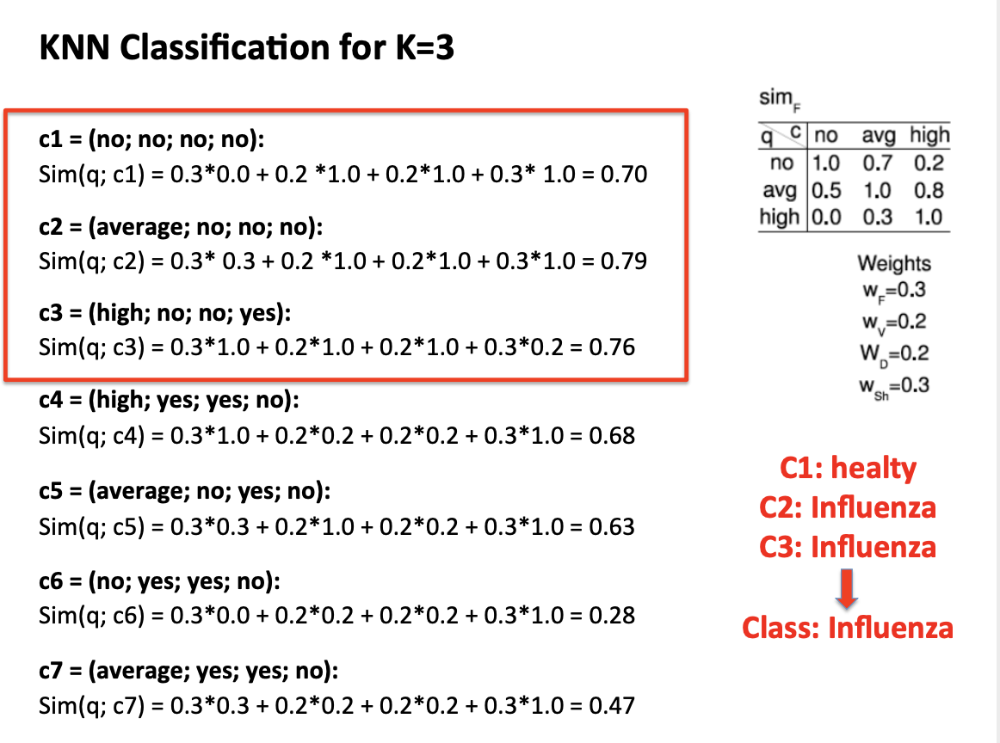 KNN Classification for K=3
c1 = (no; no; no; no):
Sim(q; c1) = 0.3*0.0 + 0.2 *1.0 + 0.2*1.0 + 0.3* 1.0 = 0.70
c2 = (average; no; no; no):
Sim(q; c2) = 0.3* 0.3 + 0.2 *1.0 + 0.2*1.0 + 0.3*1.0 = 0.79
c3 = (high; no; no; yes):
Sim(q; c3) = 0.3*1.0 + 0.2*1.0 + 0.2*1.0 + 0.3*0.2 = 0.76
c4 = (high; yes; yes; no):
Sim(q; c4) = 0.3*1.0 + 0.2*0.2 + 0.2*0.2 + 0.3*1.0 = 0.68
c5 = (average; no; yes; no):
Sim(q; c5) = 0.3*0.3 + 0.2*1.0 + 0.2*0.2 + 0.3*1.0 = 0.63
c6 = (no; yes; yes; no):
Sim(q; c6) = 0.3*0.0 + 0.2*0.2 + 0.2*0.2 + 0.3*1.0 = 0.28
c7 = (average; yes; yes; no):
Sim(q; c7) = 0.3*0.3 + 0.2*0.2 + 0.2*0.2 + 0.3*1.0 = 0.47
sim F
q c no avg high
no 1.0 0.7 0.2
avg 0.5 1.0 0.8
high 0.0 0.3 1.0
Weights
w F=0.3
w V=0.2
W D=0.2
w Sh=0.3
C1: healty
C2: Influenza
C3: Influenza
Class: Influenza